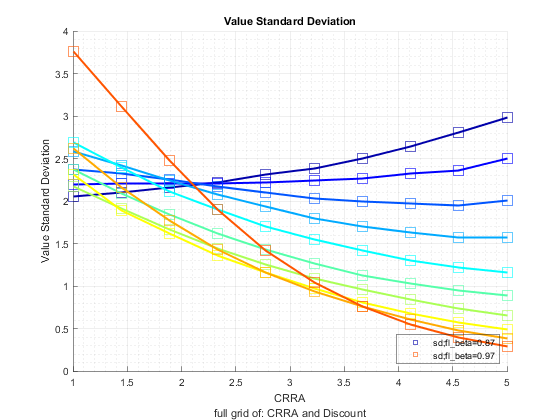 Value Standard Deviation
Value Standard Deviation
4
3.5
3
2.5
2
1.5
1
0.5
0
1 1.5 2 2.5 3 3.5 4 4.5 5
sd;fl_beta=0.87
sd;fl_beta=0.97
CRRA
full grid of: CRRA and Discount